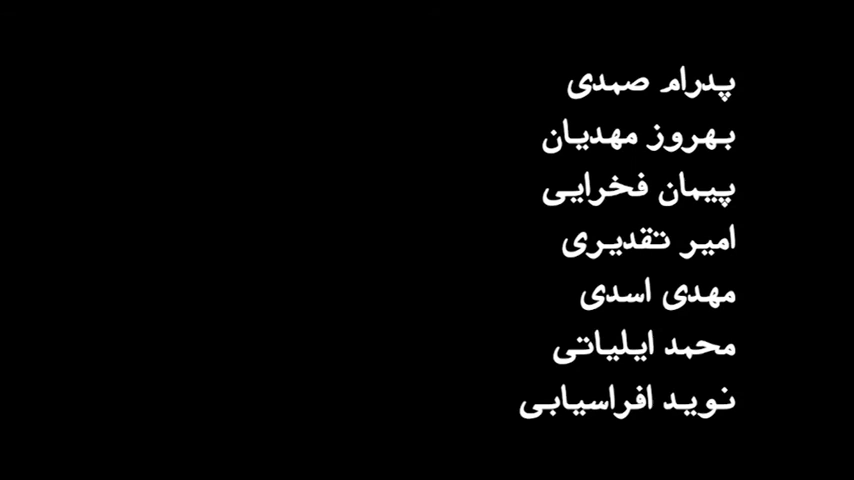 پدرام صمدی
بهروز مهدیان
پیمان فخرایی
امیر تقدیری
مهدی اسدی
محمد ایلیاتی
نوید افراسیابی